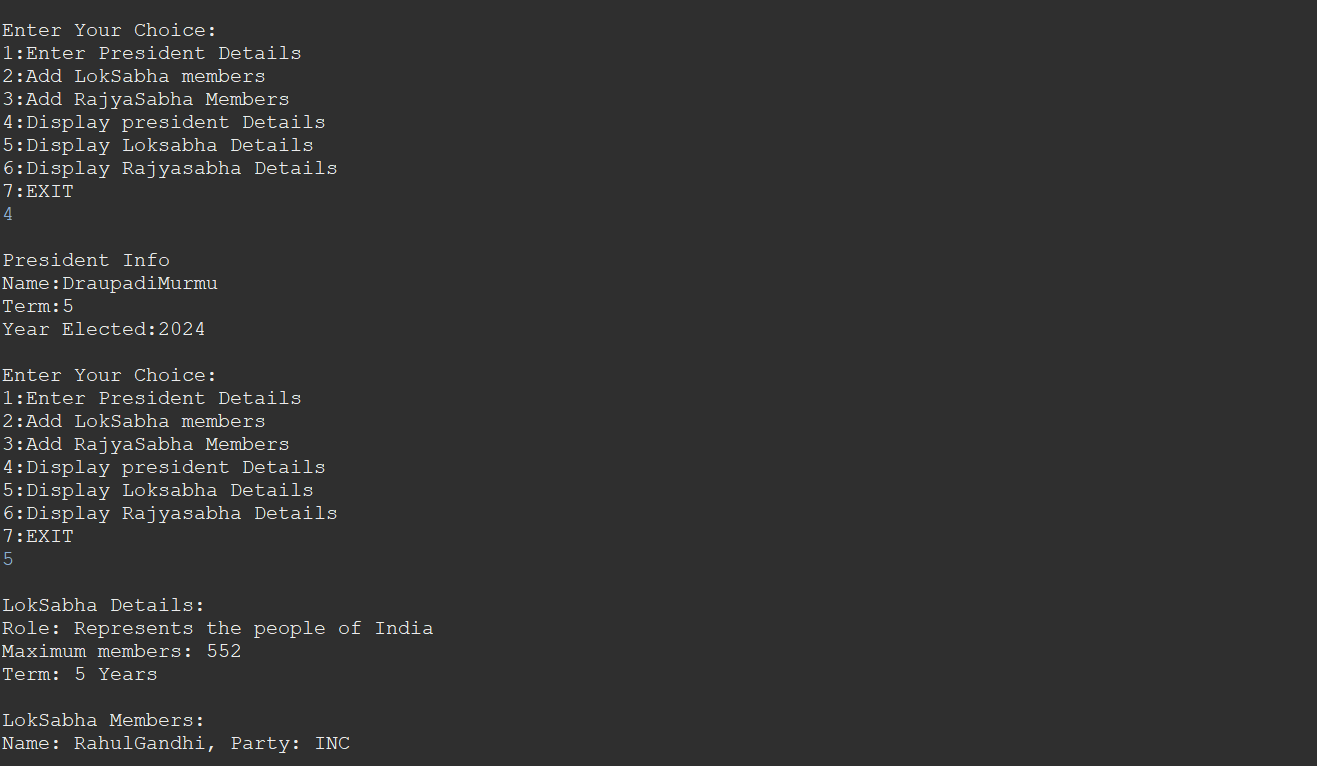 Enter Your Choice:
1:Enter President Details
2:Add LokSabha members
3:Add RajyaSabha Members
4:Display president Details
5:Display Loksabha Details
6:Display Rajyasabha Details
7:EXIT
4
President Info
Name:DraupadiMurmu
Term:5
Year Elected:2024
Enter Your Choice:
1:Enter President Details
2:Add LokSabha members
3:Add RajyaSabha Members
4:Display president Details
5:Display Loksabha Details
6:Display Rajyasabha Details
7:EXIT
5
LokSabha Details:
Role: Represents the people of India
Maximum members: 552
Term: 5 Years
LokSabha Members:
Name: RahulGandhi, Party: INC